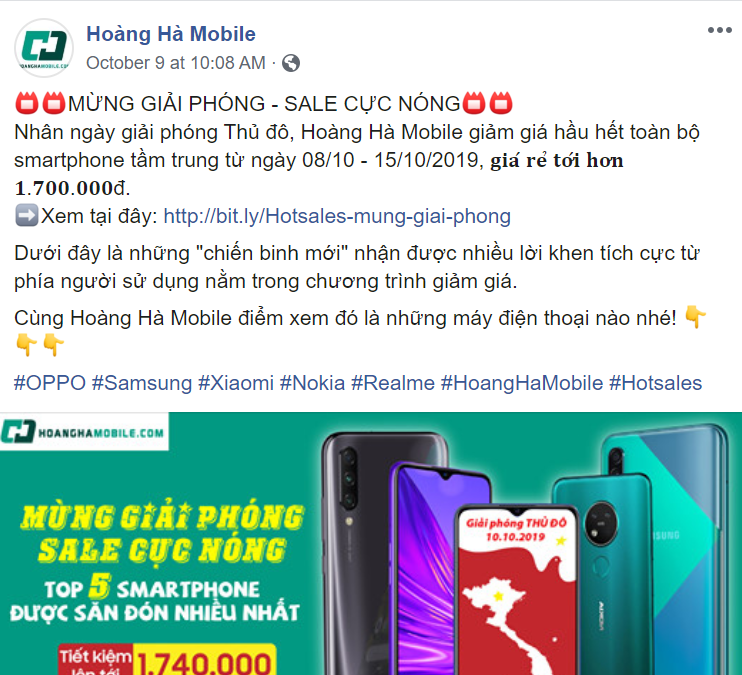 HOANGHAMOBILE.COM
Hoàng Hà Mobile
October 9 at 10:08 AM ·
MỪNG GIẢI PHÓNG - SALE CỰC NÓNG
Nhân ngày giải phóng Thủ đô, Hoàng Hà Mobile giảm giá hầu hết toàn bộ
smartphone tầm trung từ ngày 08/10 - 15/10/2019, giá rẻ tới hơn
1.700.000đ.
Xem tại đây: http://bit.ly/Hotsales-mung-giai-phong
Dưới đây là những "chiến binh mới" nhận được nhiều lời khen tích cực từ
phía người sử dụng nằm trong chương trình giảm giá.
Cùng Hoàng Hà Mobile điểm xem đó là những máy điện thoại nào nhé!
#OPPO #Samsung #Xiaomi #Nokia #Realme #HoangHaMobile #Hotsales
HOANGHAMOBILE.COM
MỪNG GIẢI PHÓNG
SALE CỰC NÓNG
TOP 5 SMARTPHONE
ĐƯỢC SĂN ĐÓN NHIỀU NHẤT
Tiết kiệm
lên tới
1.740.000
Giải phóng THỦ ĐÔ
10.10.2019
NOKIA
SAMSUNG